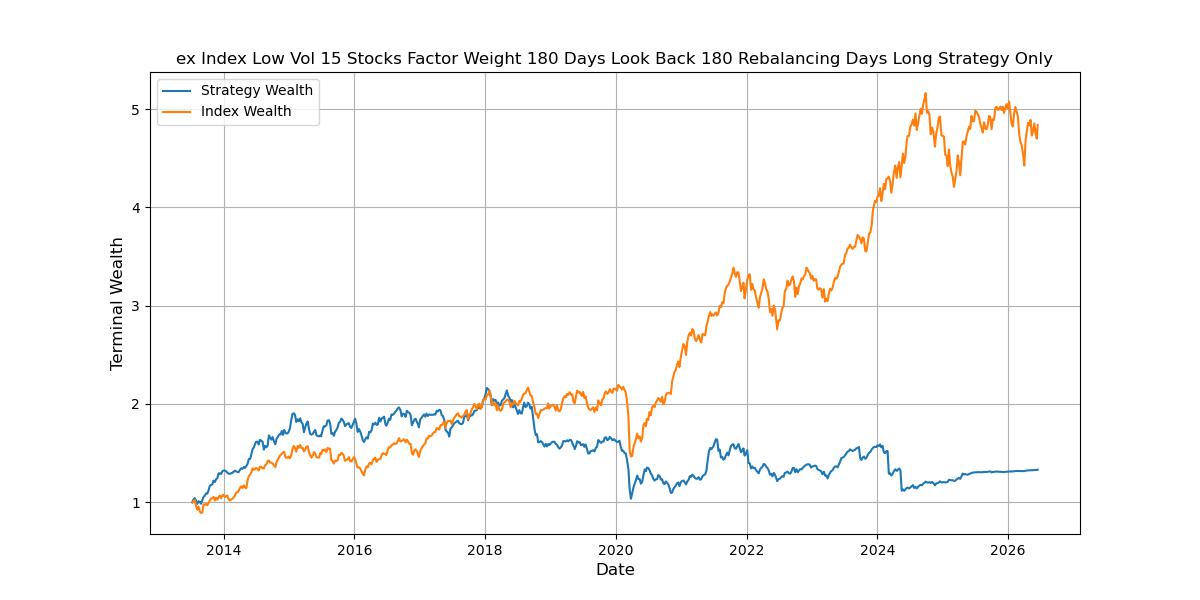 ex Index Low Vol 15 Stocks Factor Weight 180 Days Look Back 180 Rebalancing Days Long Strategy Only
Strategy Wealth
Index Wealth
Terminal Wealth
5
4
3
2
1
2014 2016 2018 2020 2022 2024 2026
Date